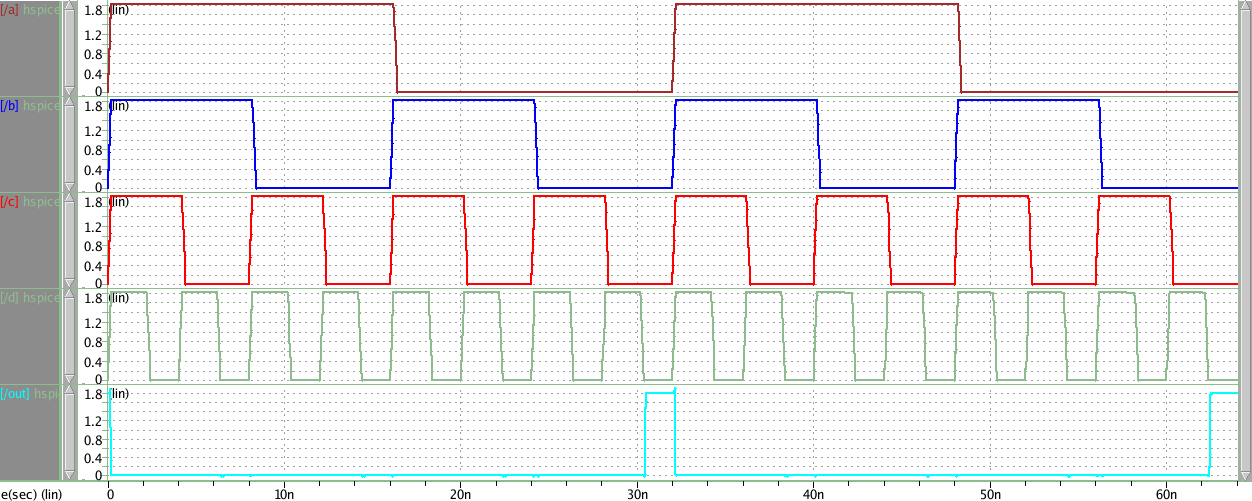 [/a] hspice
1.8 (lin)
1.2
0.8
0.4
0
[/b] hspice
1.8 (lin)
1.2
0.8
0.4
0
[/c] hspice
1.8 (lin)
1.2
0.8
0.4
0
[/d] hspice
1.8 (lin)
1.2
0.8
0.4
0
[/out] hspi
1.8 (lin)
1.2
0.8
0.4
0
e(sec) (lin) 0 10n 20n 30n 40n 50n 60n